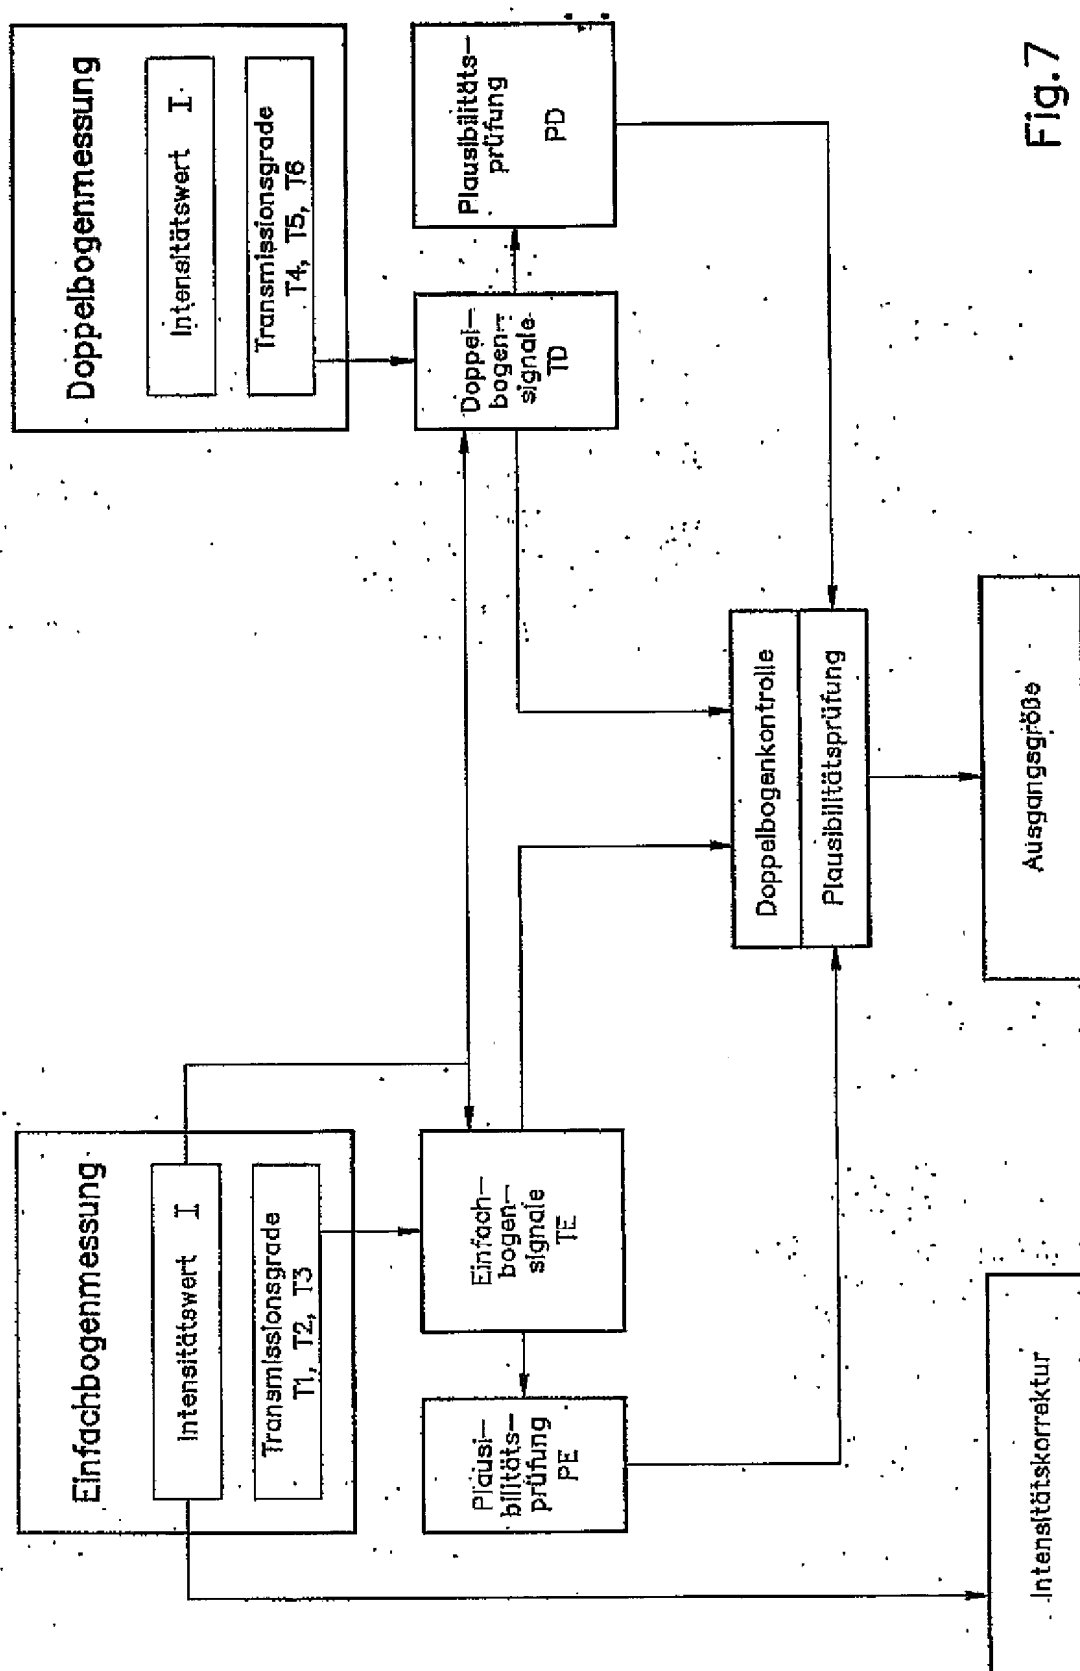 Einfachbogenmessung
Intensitätswert I
Transmissionsgrade
T1, T2, T3
Doppelbogenmessung
Intensitätswert I
Transmissionsgrade
T4, T5, T6
Plausi-
bilitäts-
prüfung
PE
Einfach-
bogen-
signale
TE
Doppel-
bogen-
signale
TD
Plausibilitäts-
prüfung
PD
Doppelbogenkontrolle
Plausibilitätsprüfung
Intensitätskorrektur
Ausgangsgröße
Fig.7